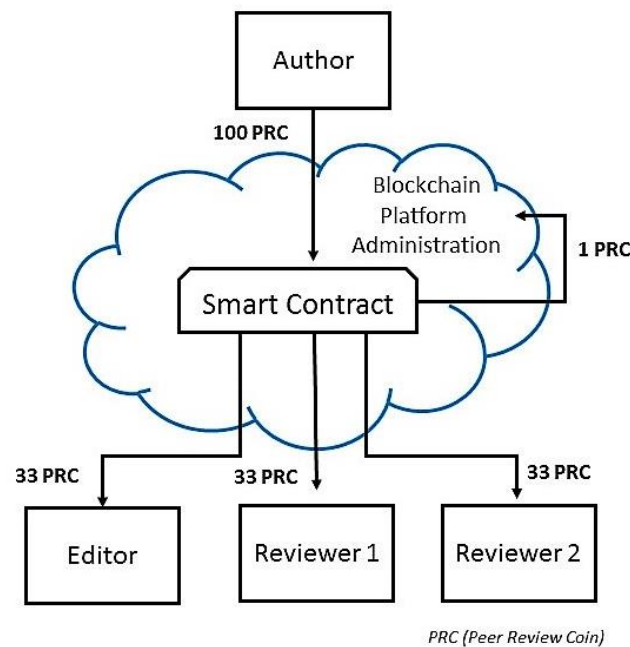 Author
100 PRC
Blockchain
Platform
Administration
1 PRC
Smart Contract
33 PRC
33 PRC
33 PRC
Editor
Reviewer 1
Reviewer 2
PRC (Peer Review Coin)